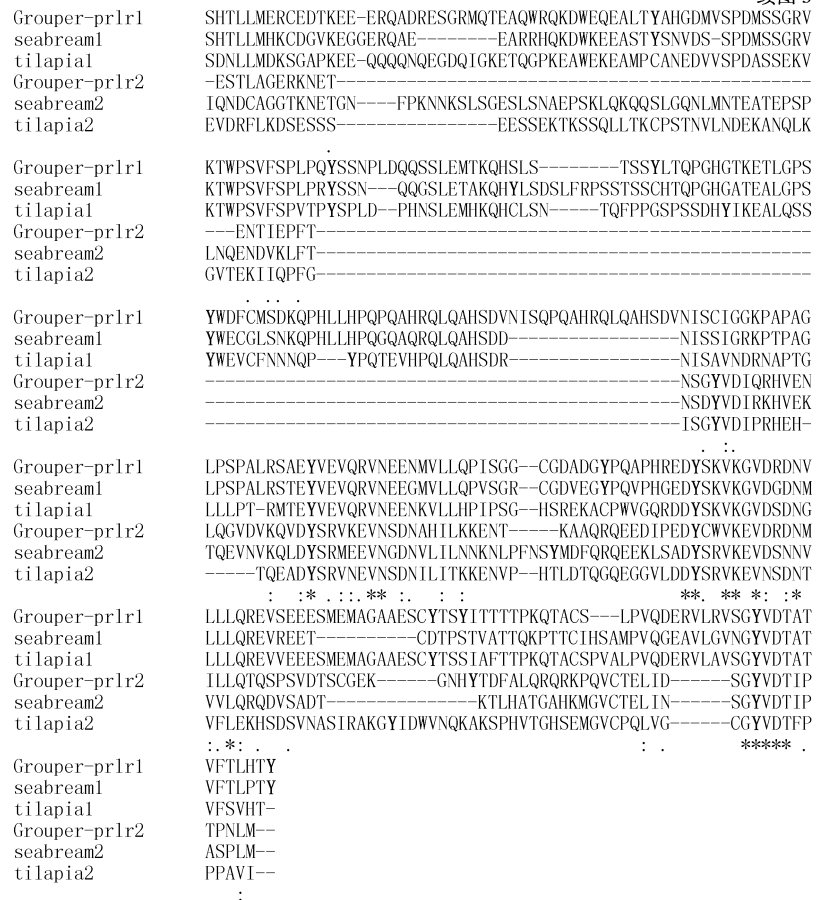 Grouper-prlr1 SHTLLMERCEDTKEE-ERQADRESGRMQTEAQWRQKDWEQEALTYAHGDMVSPDMSSGRV
seabream1 SHTLLMHKCDGVKEGGERQAE--------EARRHQKDWKEEASTYSNVDS-SPDMSSGRV
tilapia1 SDNLLMDKSGAPKEE-QQQQNQEGDQIGKETQGPKEAWEKEAMPCANEDVVSPDASSEKV
Grouper-prlr2 -ESTLAGERKNET-----------------------------------------------
seabream2 IQNDCAGGTKNETGN----FPKNNKSLSGESLSNAEPSKLQKQQSLGQNLMNTEATEPSP
tilapia2 EVDRFLKDSESSS----------------EESSEKTKSSQLLTKCPSTNVLNDEKANQLK
.
Grouper-prlr1 KTWPSVFSPLPQYSSNPLDQQSSLEMTKQHSLS--------TSSYLTQPGHGTKETLGPS
seabream1 KTWPSVFSPLPRYSSN---QQGSLETAKQHYLSDSLFRPSSTSSCHTQPGHGATEALGPS
tilapia1 KTWPSVFSPVTPYSPLD--PHNSLEMHKQHCLSN-----TQFPPGSPSSDHYIKEALQSS
Grouper-prlr2 ---ENTIEPFT-------------------------------------------------
seabream2 LNQENDVKLFT-------------------------------------------------
tilapia2 GVTEKIIQPFG-------------------------------------------------
. .. .
Grouper-prlr1 YWDFCMSDKQPHLLHPQPQAHRQLQAHSDVNISQPQAHRQLQAHSDVNISCIGGKPAPAG
seabream1 YWECGLSNKQPHLLHPQGQAQRQLQAHSDD-----------------NISSIGRKPTPAG
tilapia1 YWEVCFNNNQP---YPQTEVHPQLQAHSDR-----------------NISAVNDRNAPTG
Grouper-prlr2 -----------------------------------------------NSGYVDIQRHVEN
seabream2 -----------------------------------------------NSDYVDIRKHVEK
tilapia2 -----------------------------------------------ISGYVDIPRHEH-
. :.
Grouper-prlr1 LPSPALRSAEYVEVQRVNEENMVLLQPISGG--CGDADGYPQAPHREDYSKVKGVDRDNV
seabream1 LPSPALRSTEYVEVQRVNEEGMVLLQPVSGR--CGDVEGYPQVPHGEDYSKVKGVDGDNM
tilapia1 LLLPT-RMTEYVEVQRVNEENKVLLHPIPSG--HSREKACPWVGQRDDYSKVKGVDSDNG
Grouper-prlr2 LQGVDVKQVDYSRVKEVNSDNAHILKKENT-----KAAQRQEEDIPEDYCWVKEVDRDNM
seabream2 TQEVNVKQLDYSRMEEVNGDNVLILNNKNLPFNSYMDFQRQEEKLSADYSRVKEVDSNNV
tilapia2 -----TQEADYSRVNEVNSDNILITKKENVP--HTLDTQGQEGGVLDDYSRVKEVNSDNT
: :* .::.** :. : : **. ** *: :*
Grouper-prlr1 LLLQREVSEEESMEMAGAAESCYTSYITTTTPKQTACS---LPVQDERVLRVSGYVDTAT
seabream1 LLLQREVREET----------CDTPSTVATTQKPTTCIHSAMPVQGEAVLGVNGYVDTAT
tilapia1 LLLQREVVEEESMEMAGAAESCYTSSIAFTTPKQTACSPVALPVQDERVLAVSGYVDTAT
Grouper-prlr2 ILLQTQSPSVDTSCGEK------GNHYTDFALQRQRKPQVCTELID------SGYVDTIP
seabream2 VVLQRQDVSADT-----------------KTLHATGAHKMGVCTELIN------SGYVDTIP
tilapia2 VFLEKHSDSVNASIRAKGYIDWVNQKAKSPHVTGHSEMGVCPQLVG------CGYVDTFP
:.*: . . : . ***** .
Grouper-prlr1 VFTLHTY
seabream1 VFTLPTY
tilapia1 VFSVHT-
Grouper-prlr2 TPNLM--
seabream2 ASPLM--
tilapia2 PPAVI--
: